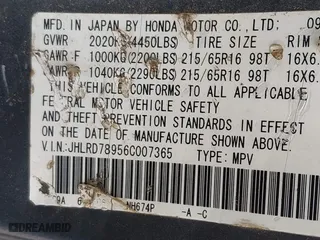 MFD. IN JAPAN BY HONDA MOTOR CO., LTD. 09
GVWR 2020KG(4450LBS) TIRE SIZE RIM S
GAWR-F 1000KG(2200LBS) 215/65R16 98T 16X6.
GAWR- 1040KG(2290LBS) 215/65R16 98T 16X6.
THIS VEHICLE CONFORMS TO ALL APPLICABLE
FEDERAL MOTOR VEHICLE SAFETY
AND THEFT PREVENTION STANDARDS IN EFFECT ON
DATE OF MANUFACTURE SHOWN ABOVE.
V.I.N: JHLRD78956C007365 TYPE: MPV
9A 6 NH674P -A -C
DREAMBID